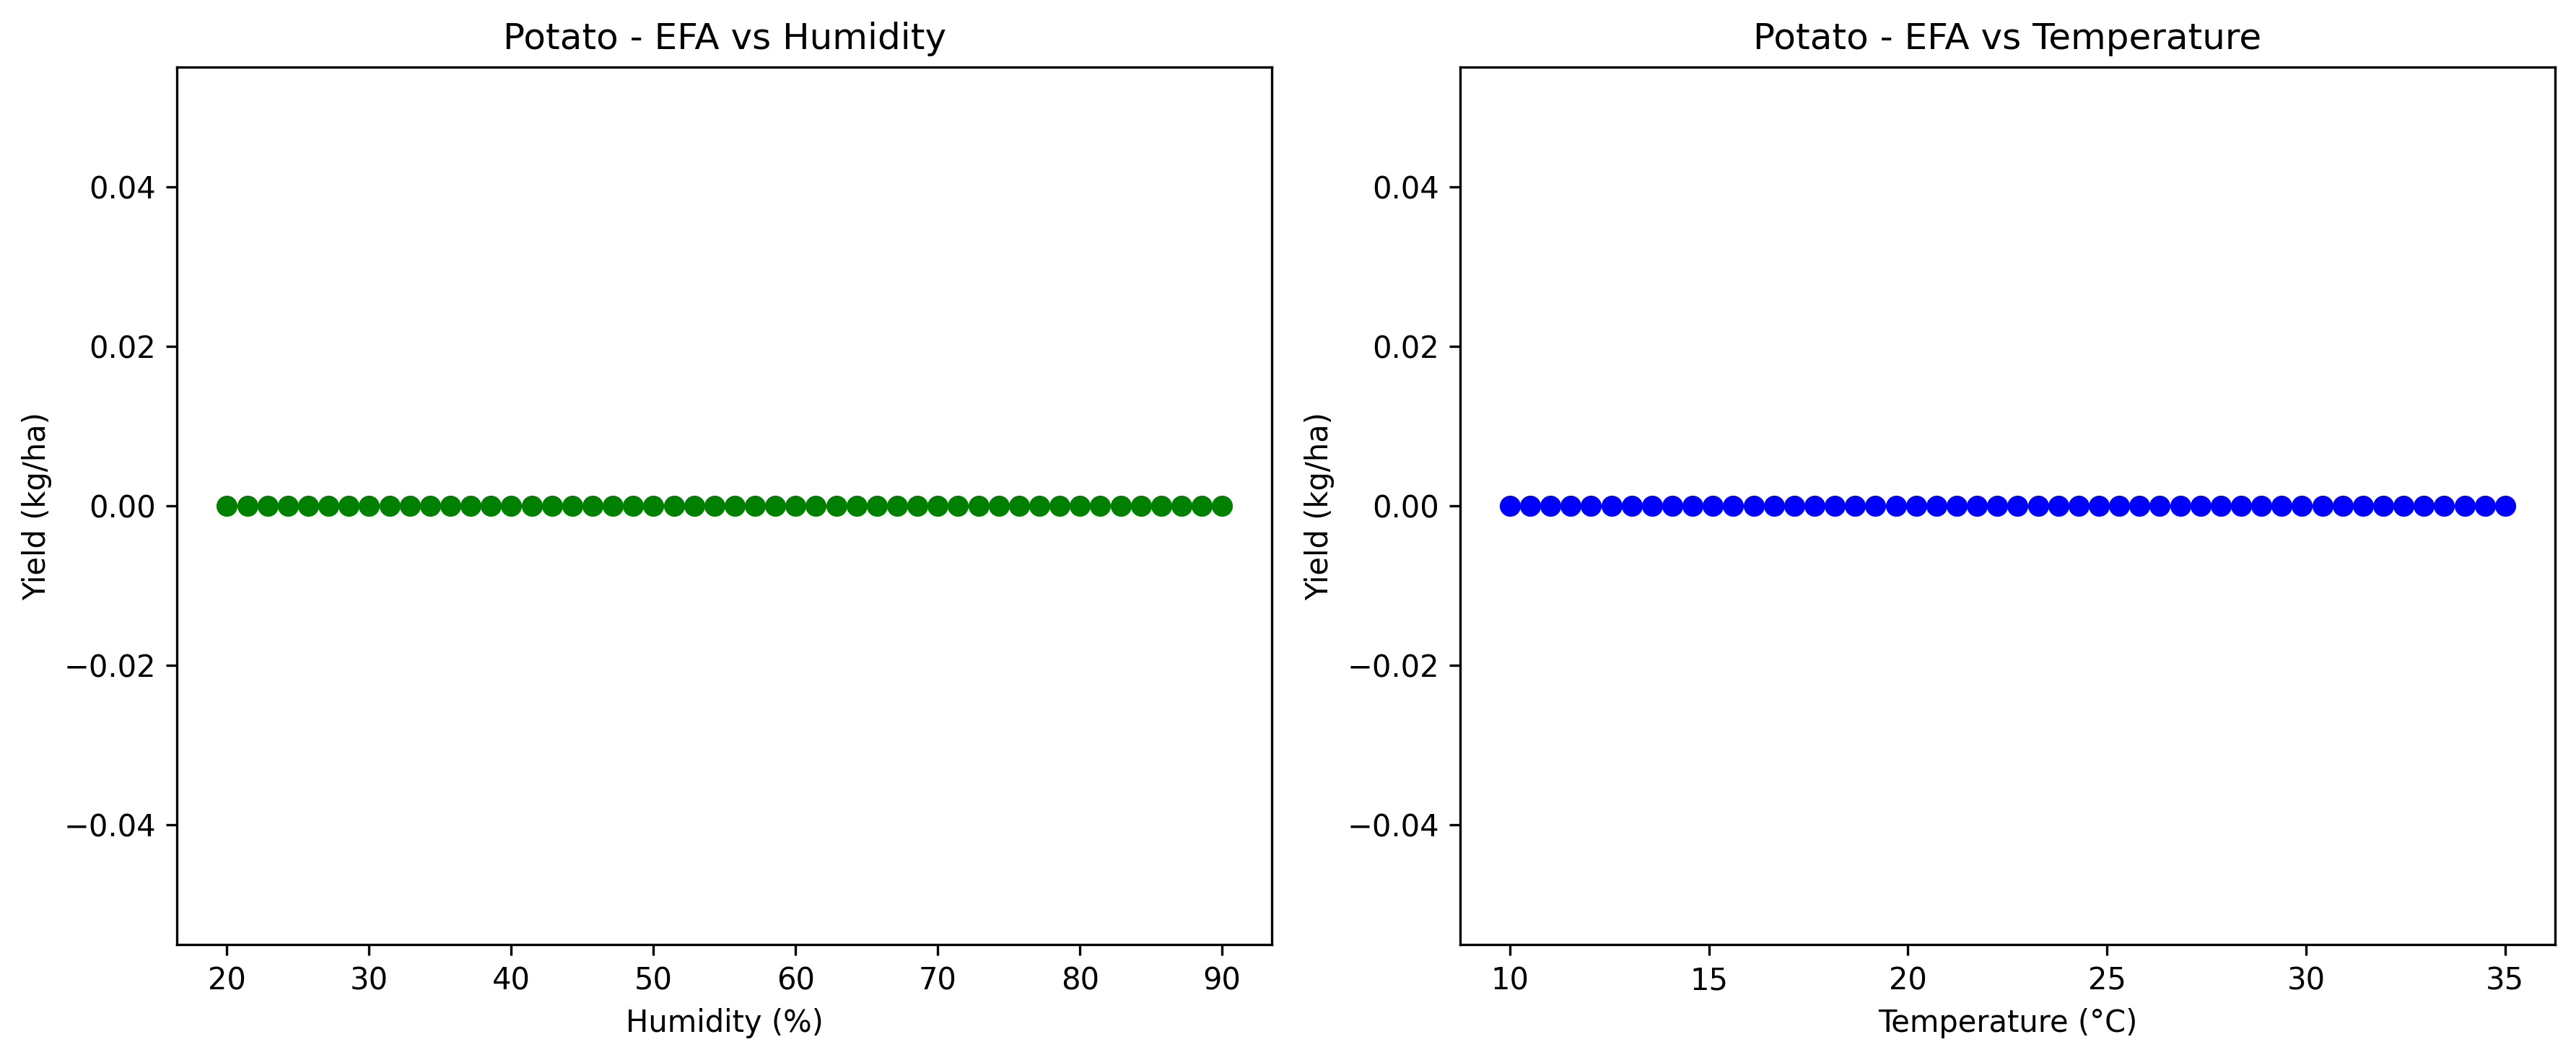 Potato - EFA vs Humidity
Yield (kg/ha)
0.04
0.02
0.00
−0.02
−0.04
20 30 40 50 60 70 80 90
Humidity (%)
Potato - EFA vs Temperature
Yield (kg/ha)
0.04
0.02
0.00
−0.02
−0.04
10 15 20 25 30 35
Temperature (°C)